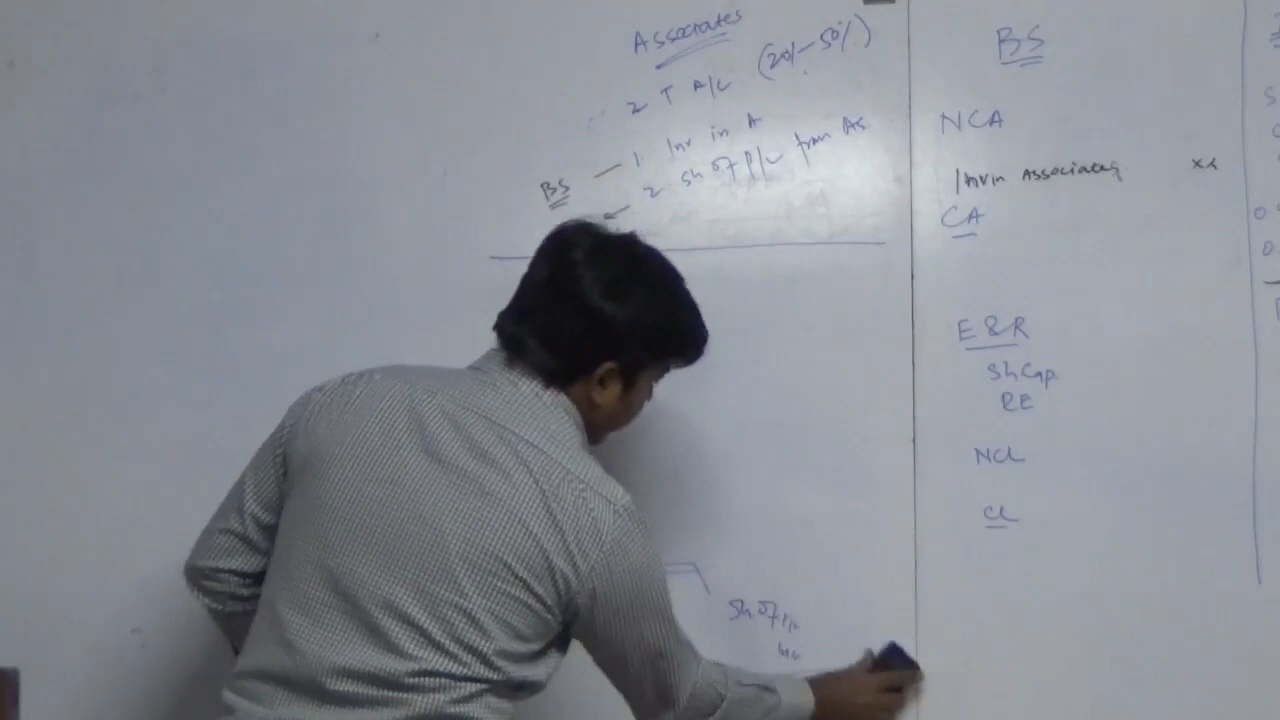 Associates
2 T A/c (20%-50%)
BS - 1 Inv in A
2 Sh of P/L from As
Sh of P/L
BS
NCA
Inv in Associates xx
CA
E & R
Sh Cap
RE
NCL
CL